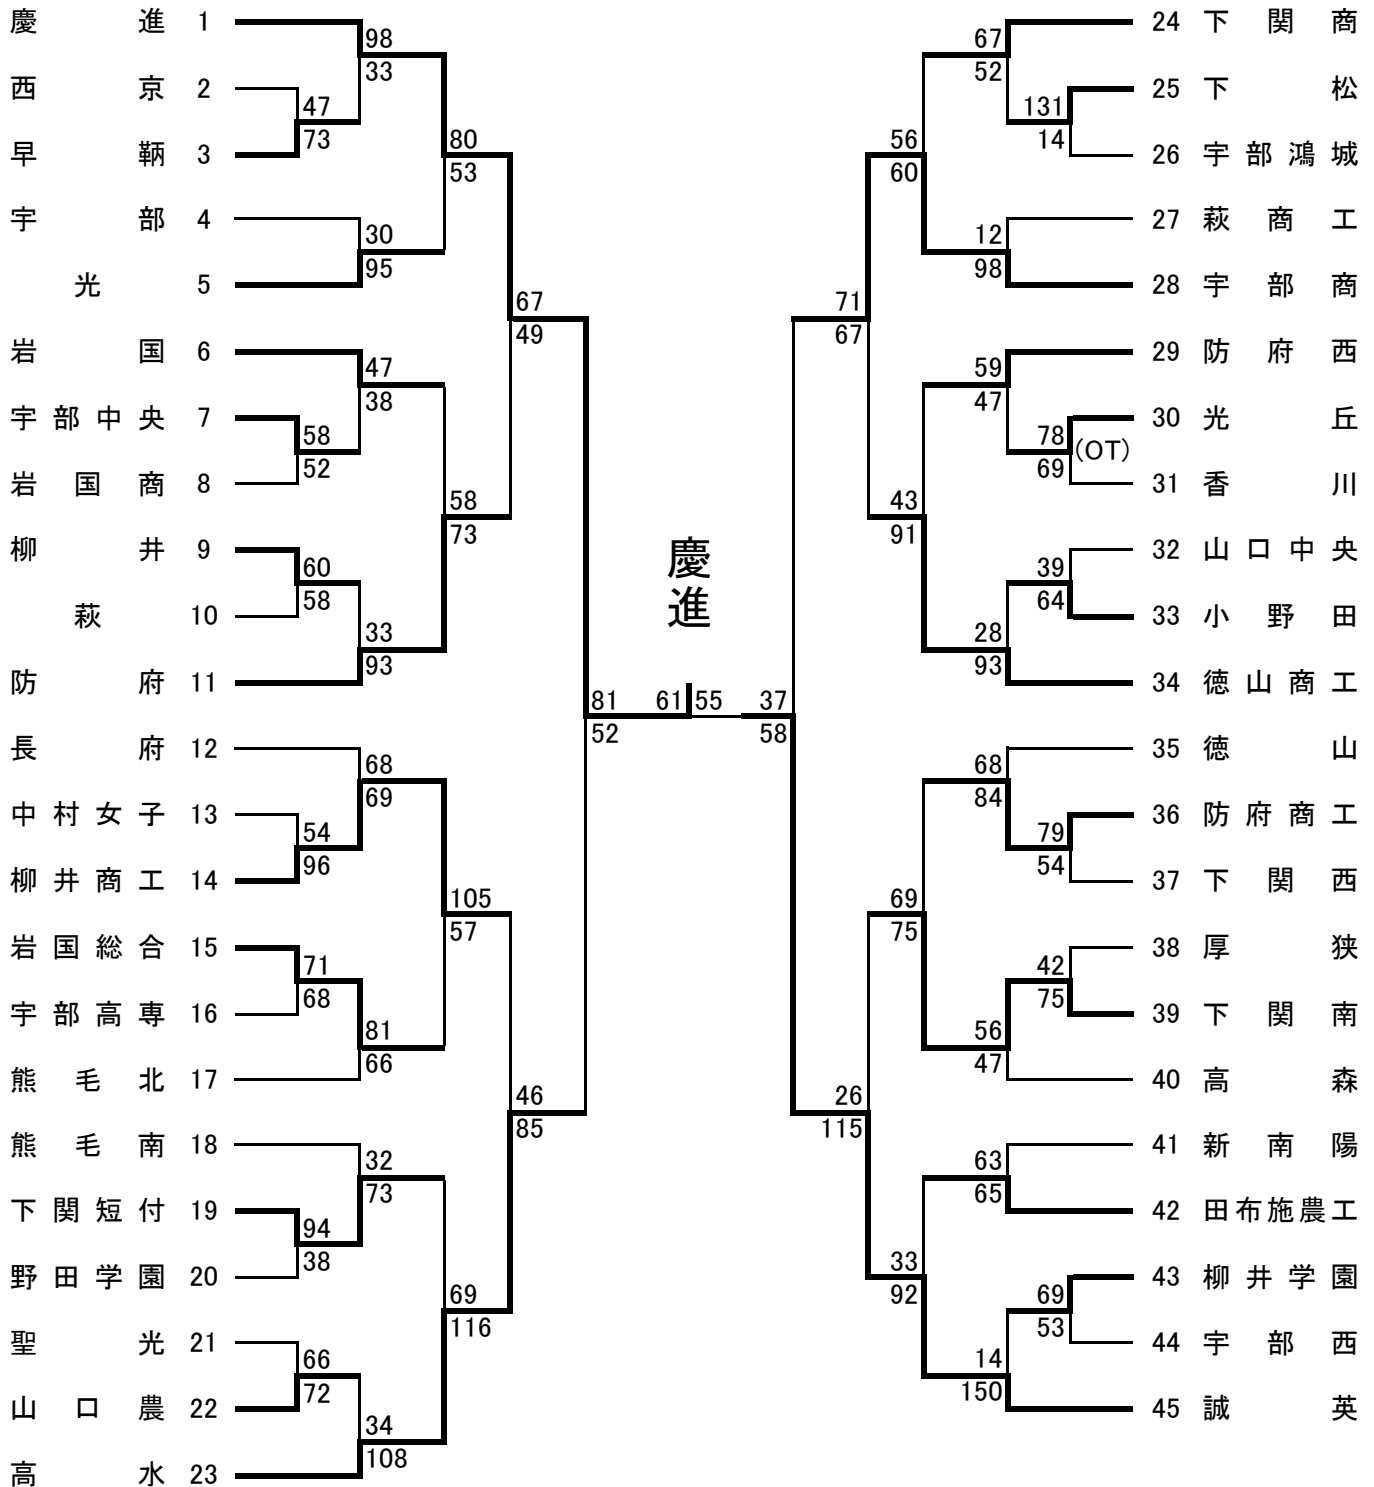 慶進 1
西京 2
早鞆 3
宇部 4
光 5
岩国 6
宇部中央 7
岩国商 8
柳井 9
萩 10
防府 11
長府 12
中村女子 13
柳井商工 14
岩国総合 15
宇部高専 16
熊毛北 17
熊毛南 18
下関短付 19
野田学園 20
聖光 21
山口農 22
高水 23
98
33
47
73
80
53
30
95
67
49
47
38
58
52
58
73
60
58
33
93
81
52
68
69
54
96
105
57
71
68
81
66
46
85
32
73
94
38
69
116
66
72
34
108
慶進
61 55
67
52
131
14
56
60
12
98
71
67
59
47
78
(OT)
69
43
91
39
64
28
93
37
58
68
84
79
54
69
75
42
75
56
47
26
115
63
65
33
92
69
53
14
150
24 下関商
25 下松
26 宇部鴻城
27 萩商工
28 宇部商
29 防府西
30 光丘
31 香川
32 山口中央
33 小野田
34 徳山商工
35 徳山
36 防府商工
37 下関西
38 厚狭
39 下関南
40 高森
41 新南陽
42 田布施農工
43 柳井学園
44 宇部西
45 誠英